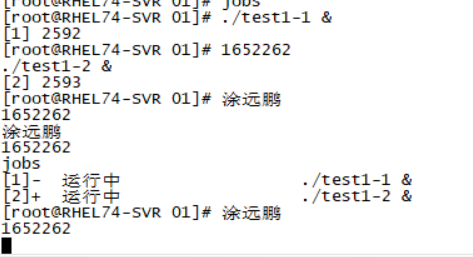 [root@RHEL74-SVR 01]# jobs
[root@RHEL74-SVR 01]# ./test1-1 &
[1] 2592
[root@RHEL74-SVR 01]# 1652262
./test1-2 &
[2] 2593
[root@RHEL74-SVR 01]# 涂远鹏
1652262
涂远鹏
1652262
jobs
[1]-  运行中                  ./test1-1 &
[2]+  运行中                  ./test1-2 &
[root@RHEL74-SVR 01]# 涂远鹏
1652262